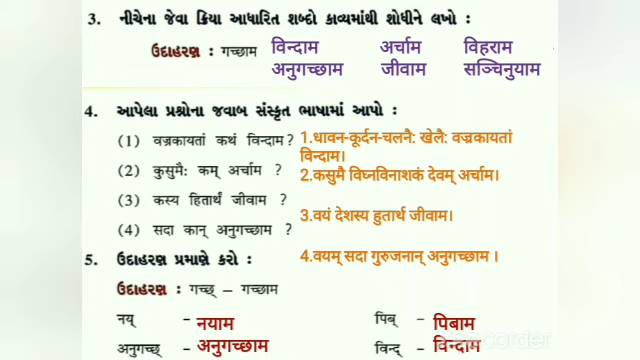 3. નીચેના જેવા ક્રિયા આધારિત શબ્દો કાવ્યમાંથી શોધીને લખો :
ઉદાહરણ : गच्छाम विन्दाम अर्चाम विहराम
अनुगच्छाम जीवाम सञ्चिनुयाम
4. આપેલા પ્રશ્નોના જવાબ સંસ્કૃત ભાષામાં આપો :
(1) वज्रकायतां कथं विन्दाम? 1.धावन-कूर्दन-चलनै: खेलै: वज्रकायतां
विन्दाम।
(2) कुसुमैः कम् अर्चाम ? 2.कसुमै विघ्नविनाशकं देवम् अर्चाम।
(3) कस्य हितार्थं जीवाम ? 3.वयं देशस्य हुतार्थ जीवाम।
(4) सदा कान् अनुगच्छाम ? 4.वयम् सदा गुरुजनान् अनुगच्छाम ।
5. ઉદાહરણ પ્રમાણે કરો :
ઉદાહરણ : गच्छ् – गच्छाम
नय् - नयाम पिब् - पिबाम
अनुगच्छ् - अनुगच्छाम विन्द् - विन्दाम